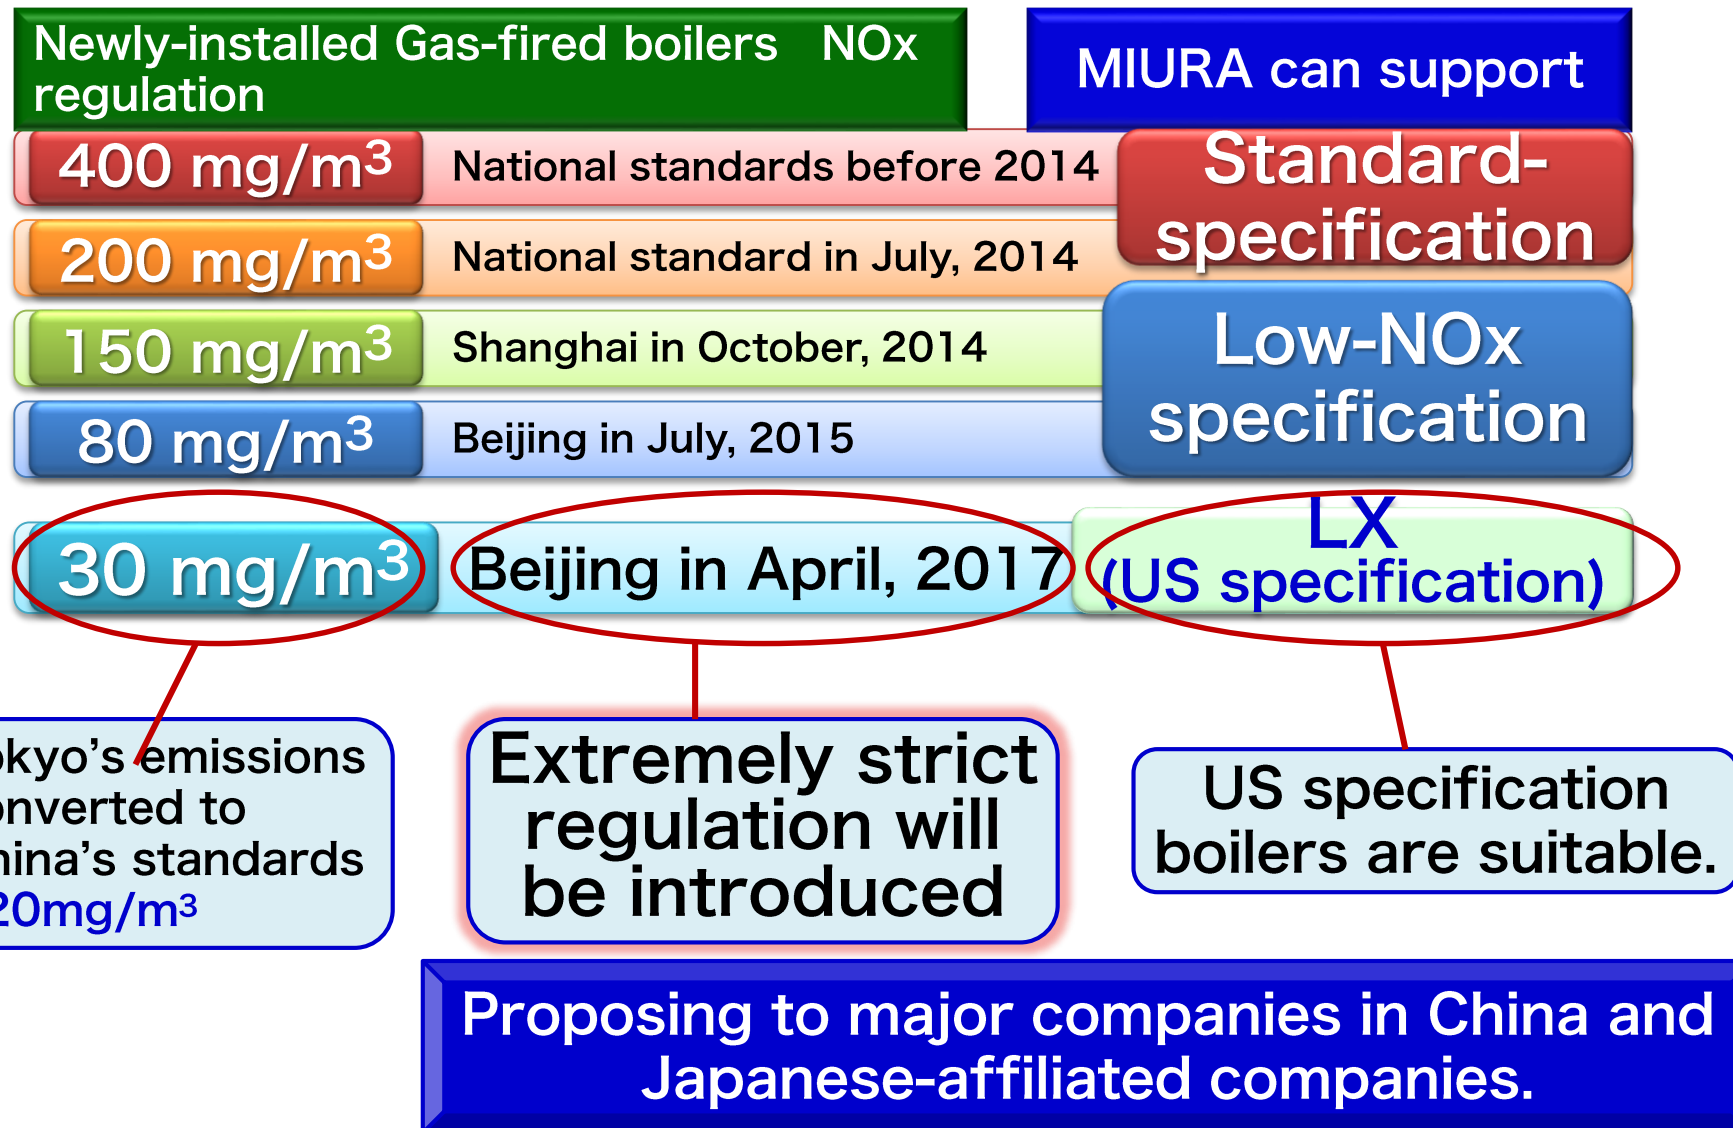 Newly-installed Gas-fired boilers NOx
regulation
MIURA can support
400 mg/m³
National standards before 2014
Standard-
specification
200 mg/m³
National standard in July, 2014
150 mg/m³
Shanghai in October, 2014
Low-NOx
specification
80 mg/m³
Beijing in July, 2015
30 mg/m³
Beijing in April, 2017
LX
(US specification)
okyo’s emissions
onverted to
hina’s standards
20mg/m³
Extremely strict
regulation will
be introduced
US specification
boilers are suitable.
Proposing to major companies in China and
Japanese-affiliated companies.